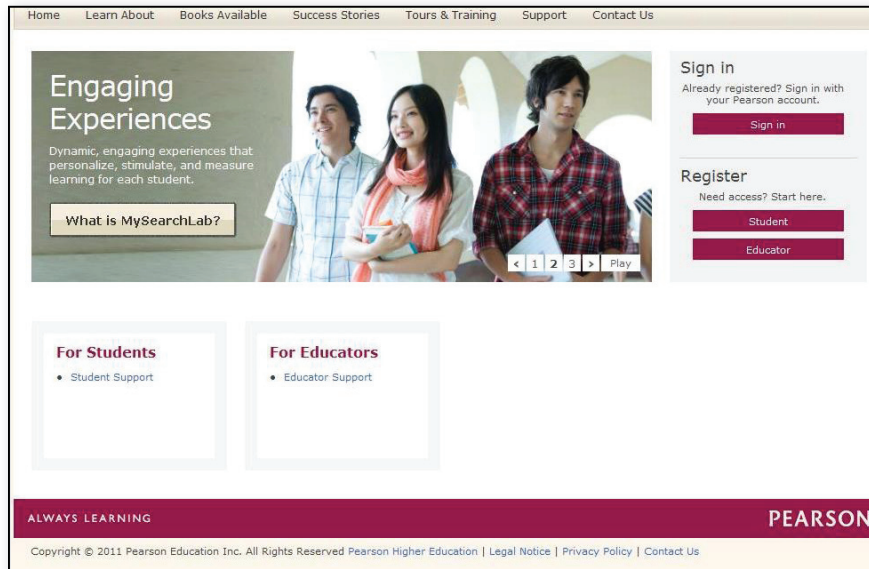 Home Learn About Books Available Success Stories Tours & Training Support Contact Us
Engaging
Experiences
Dynamic, engaging experiences that
personalize, stimulate, and measure
learning for each student.
What is MySearchLab?
< 1 2 3 > Play
Sign in
Already registered? Sign in with
your Pearson account.
Sign in
Register
Need access? Start here.
Student
Educator
For Students
• Student Support
For Educators
• Educator Support
ALWAYS LEARNING
PEARSON
Copyright © 2011 Pearson Education Inc. All Rights Reserved Pearson Higher Education | Legal Notice | Privacy Policy | Contact Us